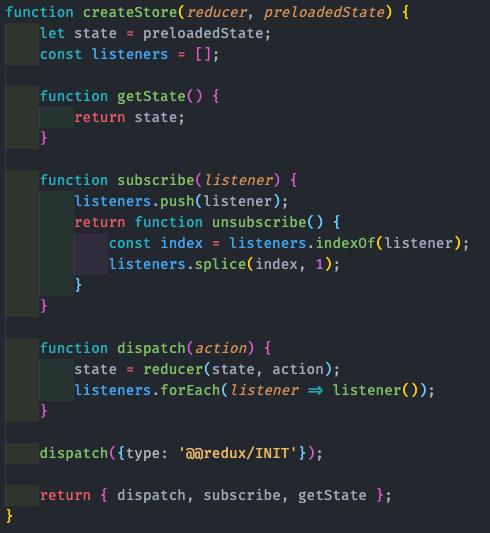 function createStore(reducer, preloadedState) {
    let state = preloadedState;
    const listeners = [];

    function getState() {
        return state;
    }

    function subscribe(listener) {
        listeners.push(listener);
        return function unsubscribe() {
            const index = listeners.indexOf(listener);
            listeners.splice(index, 1);
        }
    }

    function dispatch(action) {
        state = reducer(state, action);
        listeners.forEach(listener => listener());
    }

    dispatch({type: '@@redux/INIT'});

    return { dispatch, subscribe, getState };
}